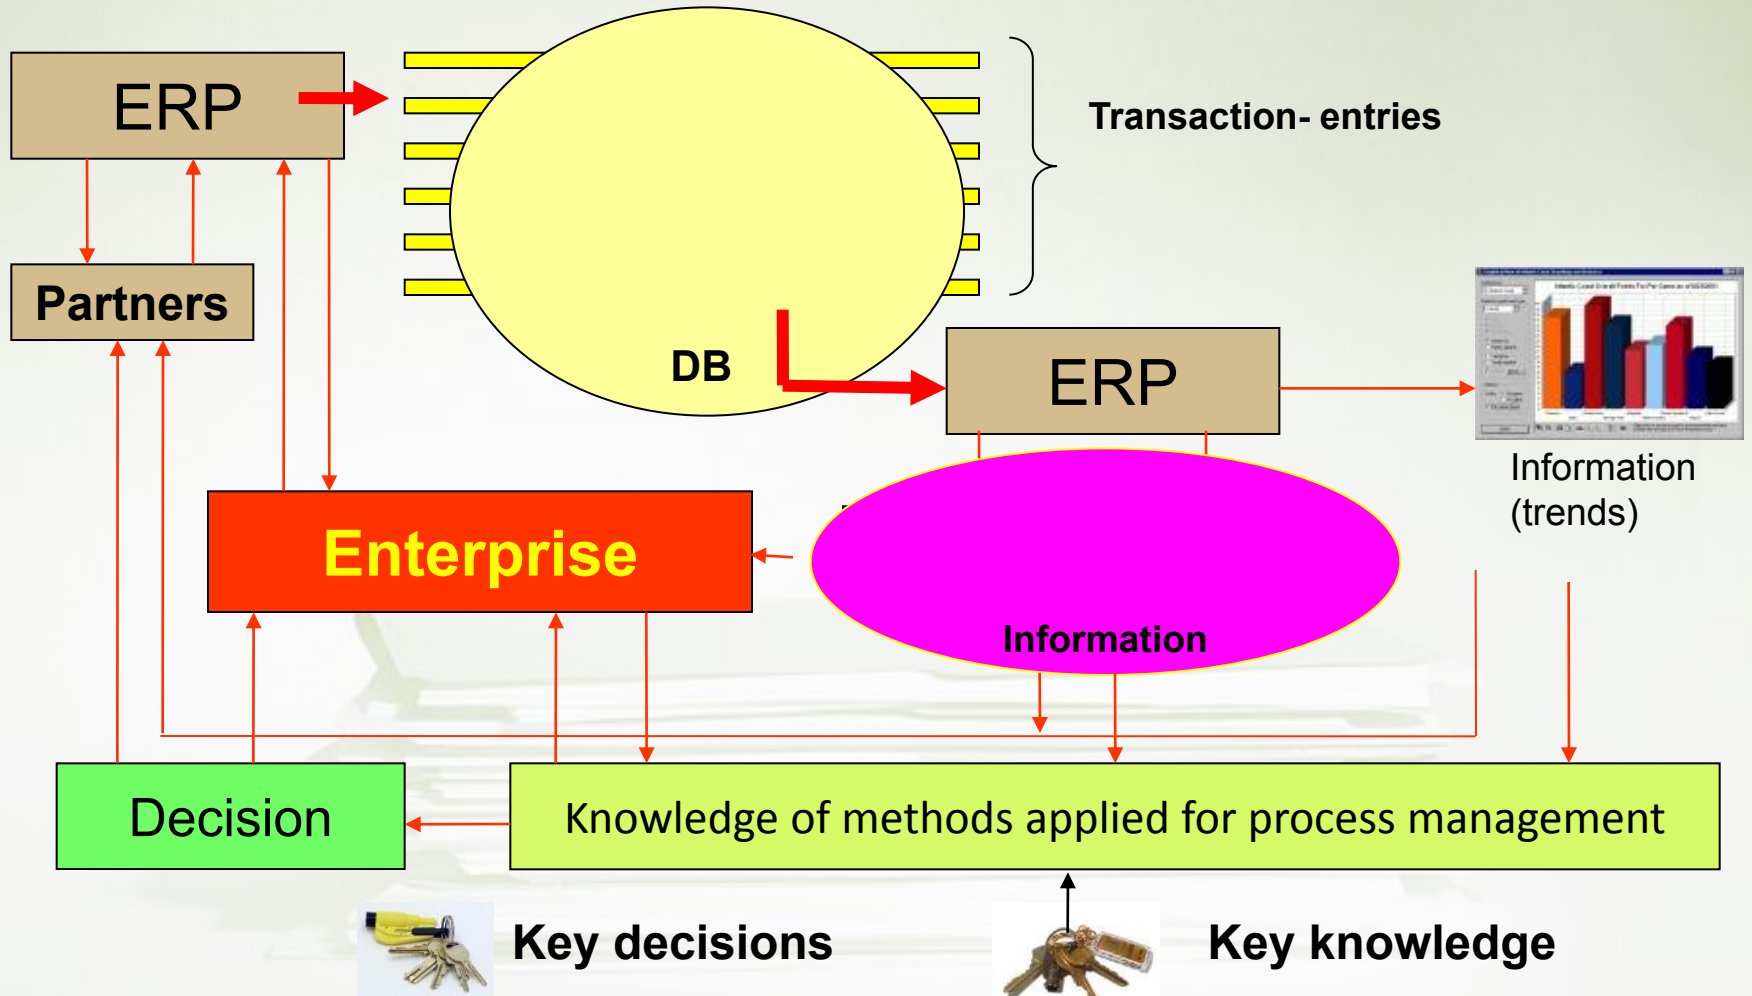 ERP
Transaction- entries
Partners
DB
ERP
Information
(trends)
Enterprise
Information
Decision
Knowledge of methods applied for process management
Key decisions
Key knowledge